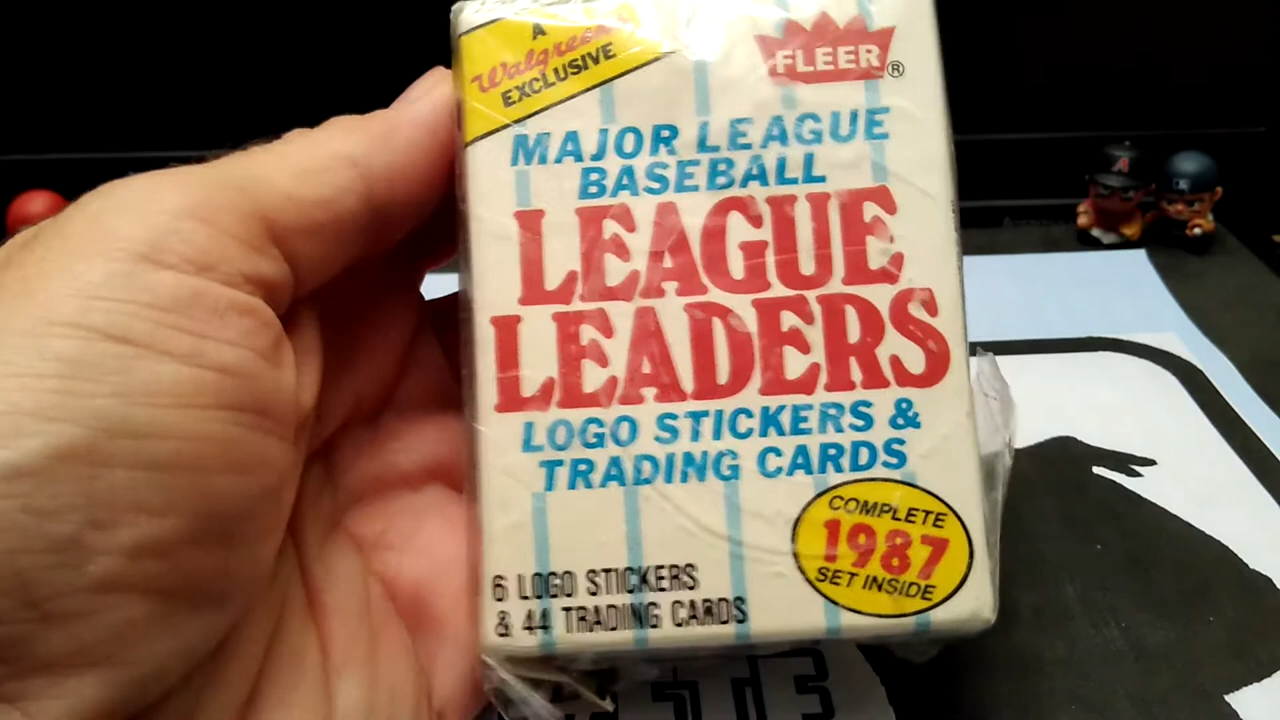 A
Walgreens
EXCLUSIVE
FLEER®
MAJOR LEAGUE
BASEBALL
LEAGUE
LEADERS
LOGO STICKERS &
TRADING CARDS
COMPLETE
1987
SET INSIDE
6 LOGO STICKERS
& 44 TRADING CARDS
A